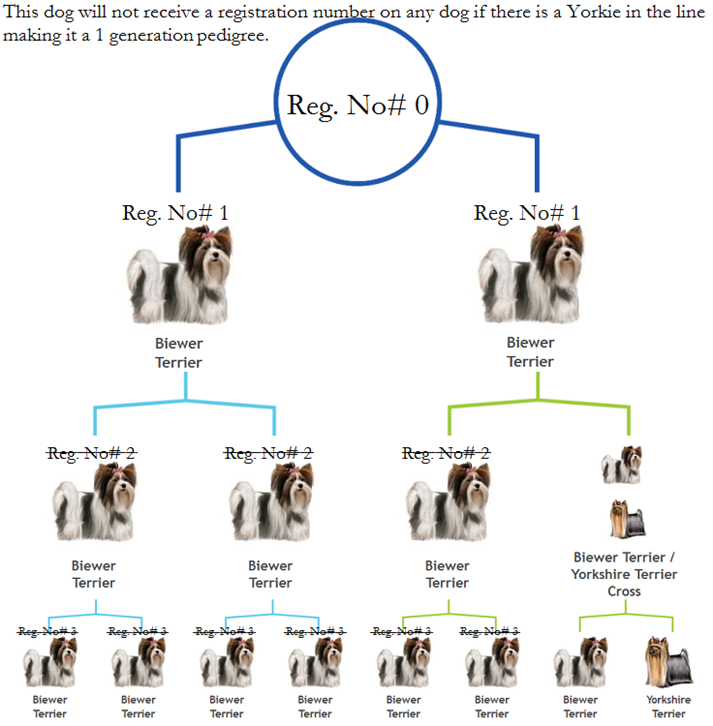 This dog will not receive a registration number on any dog if there is a Yorkie in the line
making it a 1 generation pedigree.
Reg. No# 0
Reg. No# 1
Reg. No# 1
Biewer
Terrier
Biewer
Terrier
Reg. No# 2
Reg. No# 2
Reg. No# 2
Biewer
Terrier
Biewer
Terrier
Biewer
Terrier
Biewer Terrier /
Yorkshire Terrier
Cross
Reg. No# 3
Reg. No# 3
Reg. No# 3
Reg. No# 3
Reg. No# 3
Reg. No# 3
Biewer
Terrier
Biewer
Terrier
Biewer
Terrier
Biewer
Terrier
Biewer
Terrier
Biewer
Terrier
Biewer
Terrier
Yorkshire
Terrier